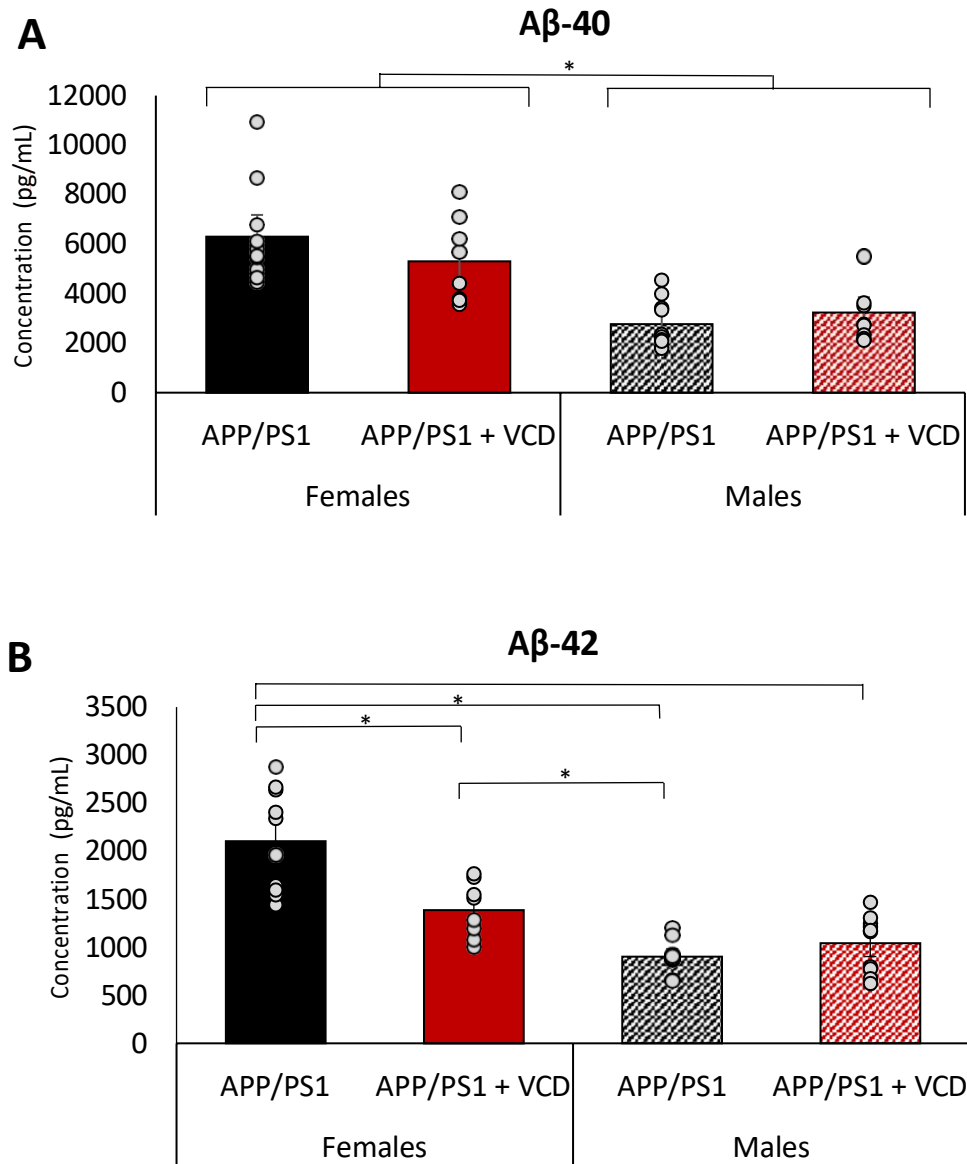 A
Aβ-40
*
12000
10000
8000
6000
4000
2000
0
Concentration (pg/mL)
APP/PS1 APP/PS1 + VCD APP/PS1 APP/PS1 + VCD
Females Males
B
Aβ-42
*
*
*
3500
3000
2500
2000
1500
1000
500
0
Concentration (pg/mL)
APP/PS1 APP/PS1 + VCD APP/PS1 APP/PS1 + VCD
Females Males